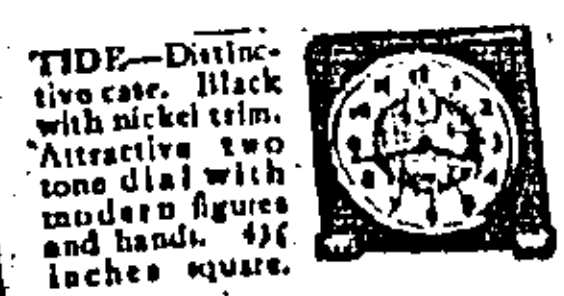 TIDE—Distinc-
tive case. Black
with nickel trim.
Attractive two
tone dial with
modern figures
and hands.
inches square.